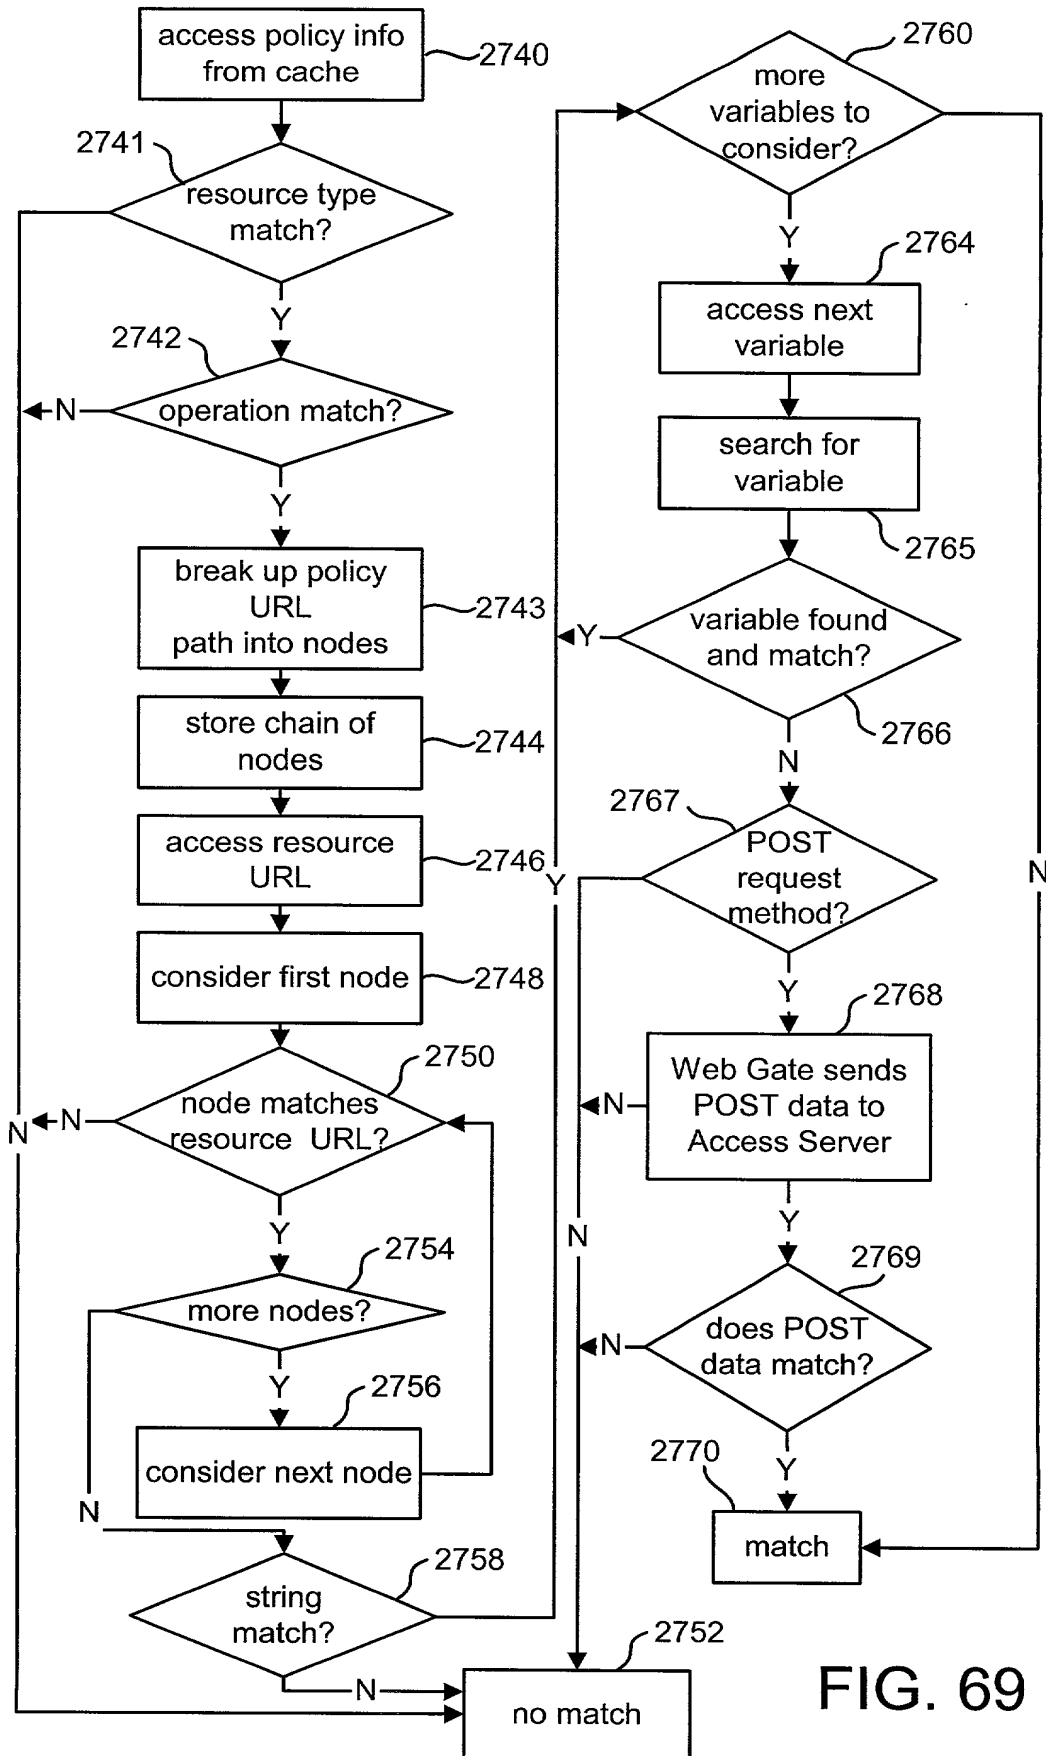 access policy info
from cache
2740
2741
resource type
match?
Y
2742
N
operation match?
Y
break up policy
URL
path into nodes
2743
store chain of
nodes
2744
access resource
URL
2746
consider first node
2748
2750
N
N
node matches
resource URL?
Y
2754
more nodes?
Y
2756
consider next node
N
2758
string
match?
N
2752
no match
Y
2760
more
variables to
consider?
Y
N
2764
access next
variable
search for
variable
2765
Y
variable found
and match?
2766
N
2767
POST
request
method?
Y
N
2768
Web Gate sends
POST data to
Access Server
N
Y
2769
N
does POST
data match?
Y
2770
match
FIG. 69